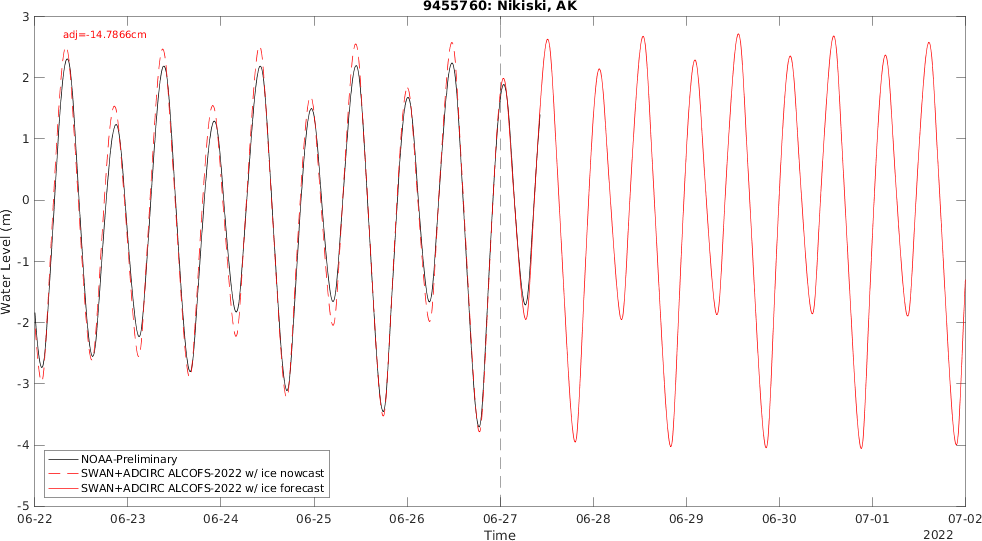 9455760: Nikiski, AK
adj=-14.7866cm
Water Level (m)
3
2
1
0
-1
-2
-3
-4
-5
NOAA-Preliminary
SWAN+ADCIRC ALCOFS-2022 w/ ice nowcast
SWAN+ADCIRC ALCOFS-2022 w/ ice forecast
06-22 06-23 06-24 06-25 06-26 06-27 06-28 06-29 06-30 07-01 07-02
Time
2022